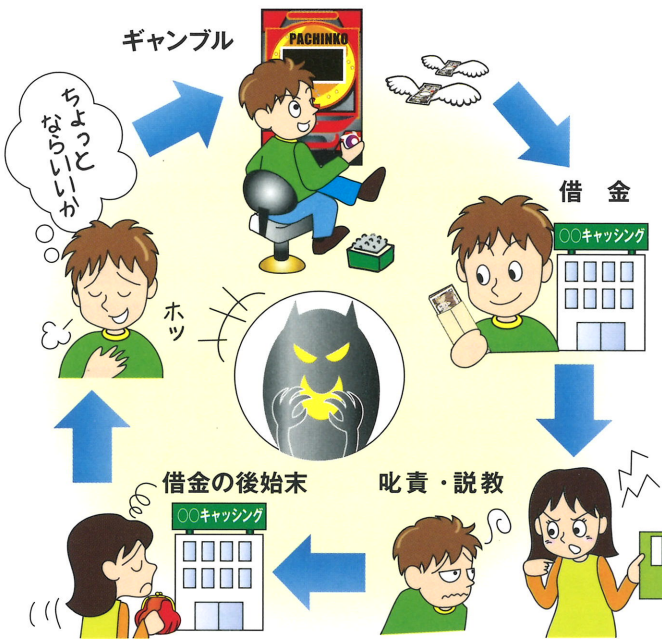 ギャンブル
PACHINKO
ちょっと
ならいいか
借 金
○○キャッシング
ホッ
借金の後始末
叱責・説教
○○キャッシング